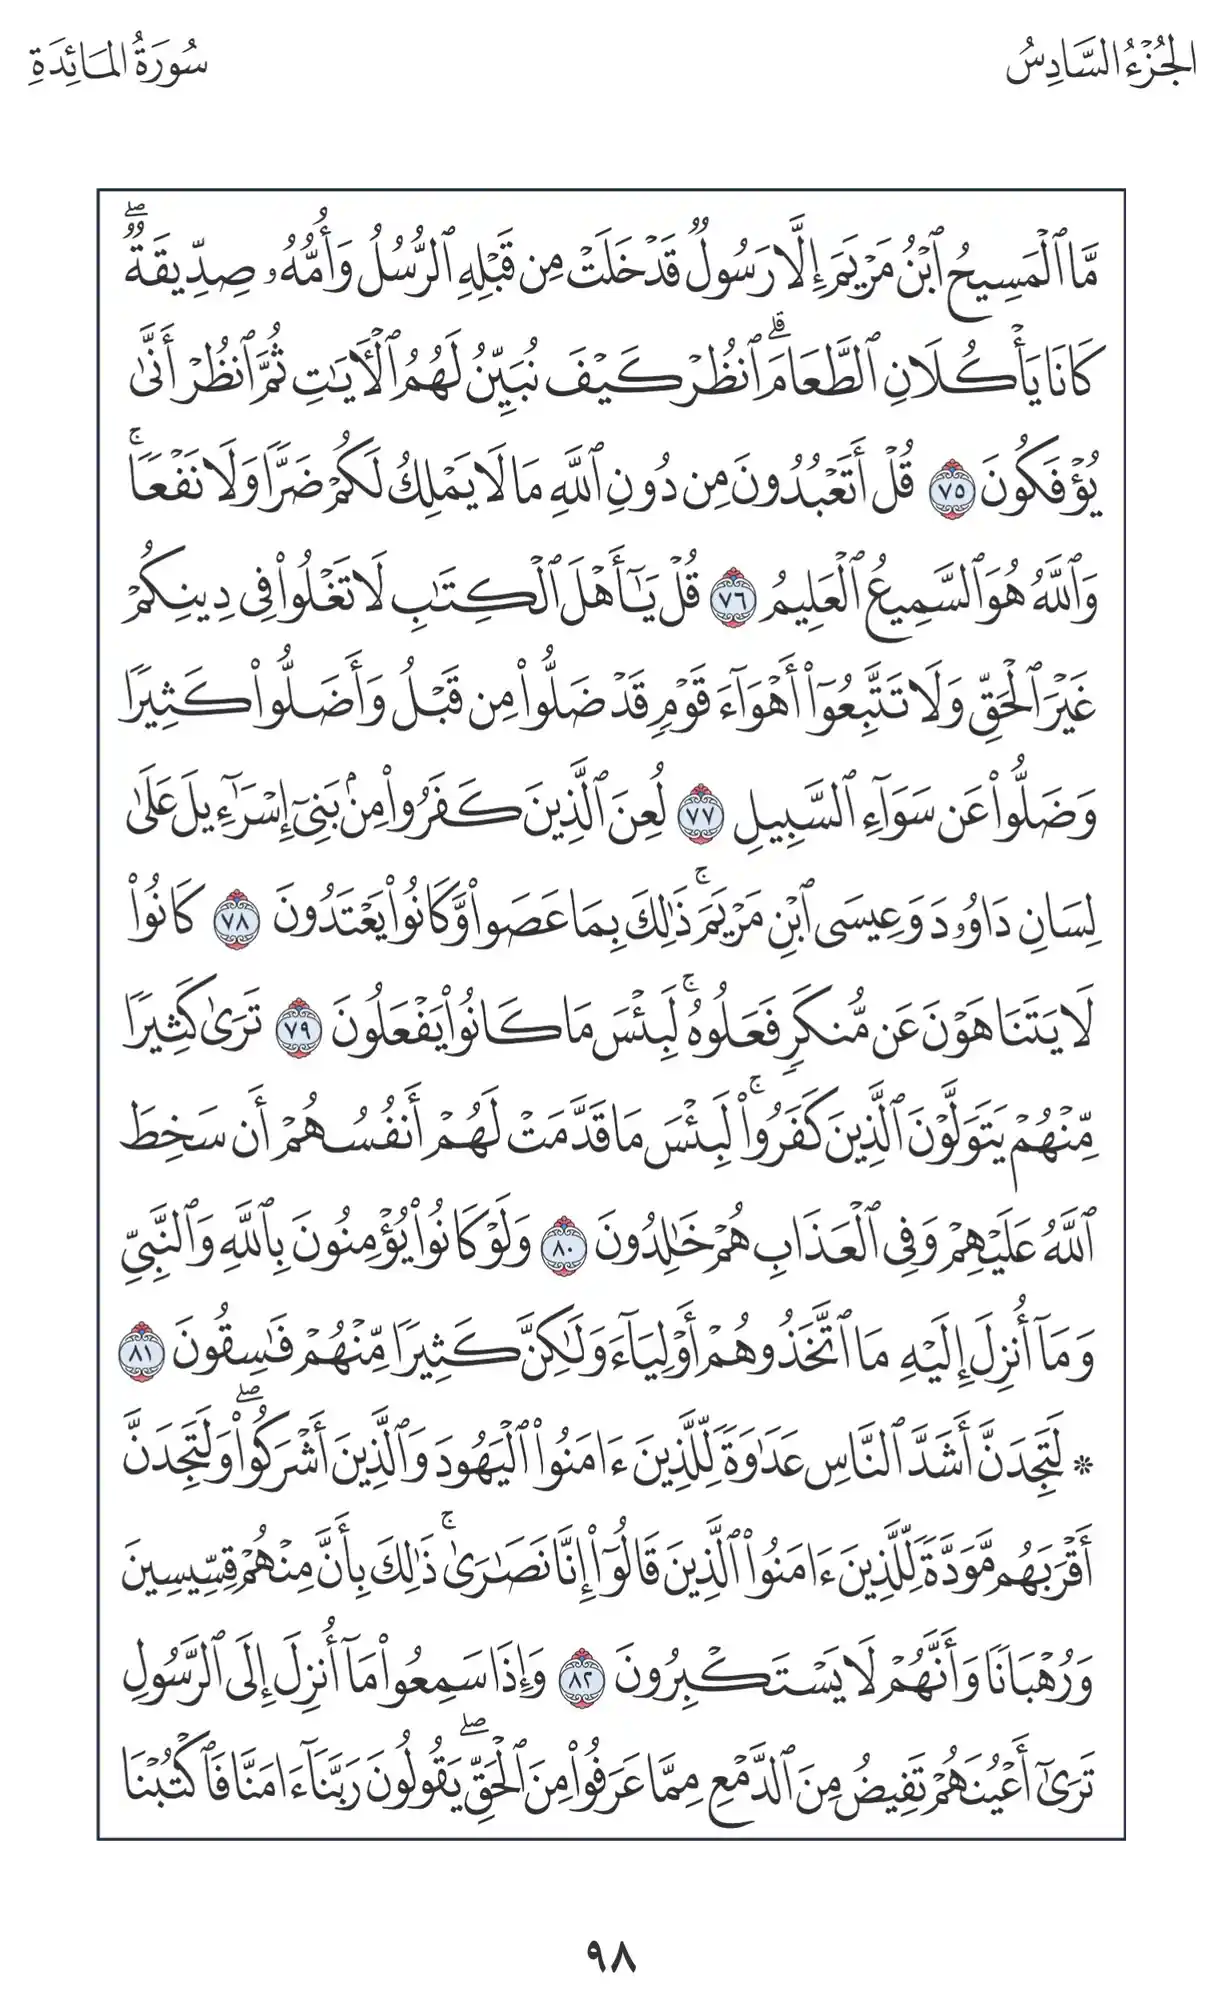 الجُزْءُ السَّادِسُ
سُورَةُ المَائِدَةِ
مَّا ٱلْمَسِيحُ ٱبْنُ مَرْيَمَ إِلَّا رَسُولٌ قَدْ خَلَتْ مِن قَبْلِهِ ٱلرُّسُلُ وَأُمُّهُۥ صِدِّيقَةٌۖ
كَانَا يَأْكُلَانِ ٱلطَّعَامَۗ ٱنظُرْ كَيْفَ نُبَيِّنُ لَهُمُ ٱلْأٓيَٰتِ ثُمَّ ٱنظُرْ أَنَّىٰ
يُؤْفَكُونَ ٧٥ قُلْ أَتَعْبُدُونَ مِن دُونِ ٱللَّهِ مَا لَا يَمْلِكُ لَكُمْ ضَرًّا وَلَا نَفْعًاۚ
وَٱللَّهُ هُوَ ٱلسَّمِيعُ ٱلْعَلِيمُ ٧٦ قُلْ يَٰٓأَهْلَ ٱلْكِتَٰبِ لَا تَغْلُوا۟ فِى دِينِكُمْ
غَيْرَ ٱلْحَقِّ وَلَا تَتَّبِعُوٓا۟ أَهْوَآءَ قَوْمٍ قَدْ ضَلُّوا۟ مِن قَبْلُ وَأَضَلُّوا۟ كَثِيرًا
وَضَلُّوا۟ عَن سَوَآءِ ٱلسَّبِيلِ ٧٧ لُعِنَ ٱلَّذِينَ كَفَرُوا۟ مِنۢ بَنِىٓ إِسْرَٰٓءِيلَ عَلَىٰ
لِسَانِ دَاوُۥدَ وَعِيسَى ٱبْنِ مَرْيَمَۚ ذَٰلِكَ بِمَا عَصَوا۟ وَّكَانُوا۟ يَعْتَدُونَ ٧٨ كَانُوا۟
لَا يَتَنَاهَوْنَ عَن مُّنكَرٍ فَعَلُوهُۚ لَبِئْسَ مَا كَانُوا۟ يَفْعَلُونَ ٧٩ تَرَىٰ كَثِيرًا
مِّنْهُمْ يَتَوَلَّوْنَ ٱلَّذِينَ كَفَرُوا۟ۚ لَبِئْسَ مَا قَدَّمَتْ لَهُمْ أَنفُسُهُمْ أَن سَخِطَ
ٱللَّهُ عَلَيْهِمْ وَفِى ٱلْعَذَابِ هُمْ خَٰلِدُونَ ٨٠ وَلَوْ كَانُوا۟ يُؤْمِنُونَ بِٱللَّهِ وَٱلنَّبِىِّ
وَمَآ أُنزِلَ إِلَيْهِ مَا ٱتَّخَذُوهُمْ أَوْلِيَآءَ وَلَٰكِنَّ كَثِيرًا مِّنْهُمْ فَٰسِقُونَ ٨١
* لَتَجِدَنَّ أَشَدَّ ٱلنَّاسِ عَدَٰوَةً لِّلَّذِينَ ءَامَنُوا۟ ٱلْيَهُودَ وَٱلَّذِينَ أَشْرَكُوا۟ۖ وَلَتَجِدَنَّ
أَقْرَبَهُم مَّوَدَّةً لِّلَّذِينَ ءَامَنُوا۟ ٱلَّذِينَ قَالُوٓا۟ إِنَّا نَصَٰرَىٰۚ ذَٰلِكَ بِأَنَّ مِنْهُمْ قِسِّيسِينَ
وَرُهْبَانًا وَأَنَّهُمْ لَا يَسْتَكْبِرُونَ ٨٢ وَإِذَا سَمِعُوا۟ مَآ أُنزِلَ إِلَى ٱلرَّسُولِ
تَرَىٰٓ أَعْيُنَهُمْ تَفِيضُ مِنَ ٱلدَّمْعِ مِمَّا عَرَفُوا۟ مِنَ ٱلْحَقِّۖ يَقُولُونَ رَبَّنَآ ءَامَنَّا فَٱكْتُبْنَا
٩٨